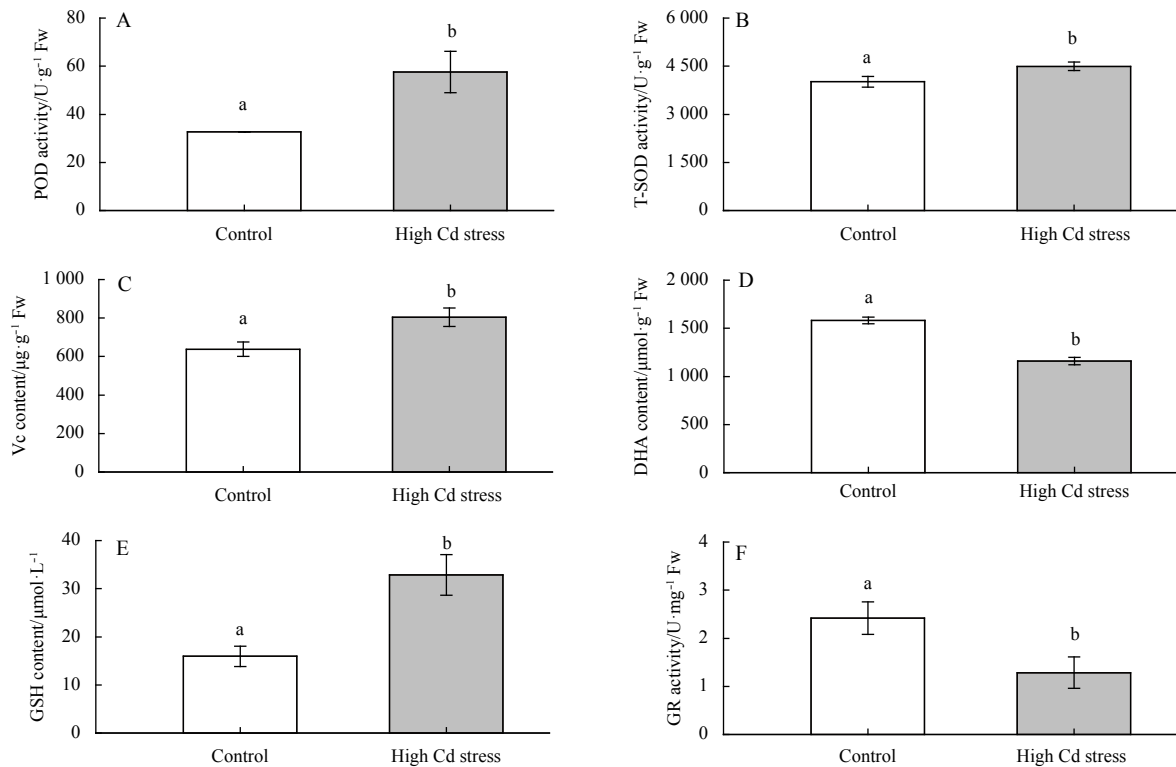 A
POD activity/U·g⁻¹ Fw
80
60
40
20
0
a
b
Control
High Cd stress
B
T-SOD activity/U·g⁻¹ Fw
6 000
4 500
3 000
1 500
0
a
b
Control
High Cd stress
C
Vc content/μg·g⁻¹ Fw
1 000
800
600
400
200
0
a
b
Control
High Cd stress
D
DHA content/μmol·g⁻¹ Fw
2 000
1 500
1 000
500
0
a
b
Control
High Cd stress
E
GSH content/μmol·L⁻¹
40
30
20
10
0
a
b
Control
High Cd stress
F
GR activity/U·mg⁻¹ Fw
4
3
2
1
0
a
b
Control
High Cd stress